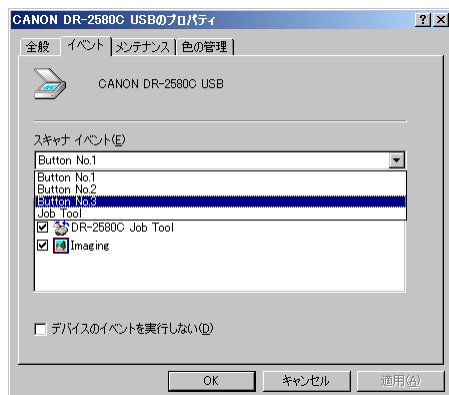 CANON DR-2580C USBのプロパティ
全般 イベント メンテナンス 色の管理
CANON DR-2580C USB
スキャナ イベント(E)
Button No.1
Button No.1
Button No.2
Button No.3
Job Tool
DR-2580C Job Tool
Imaging
デバイスのイベントを実行しない(D)
OK キャンセル 適用(A)